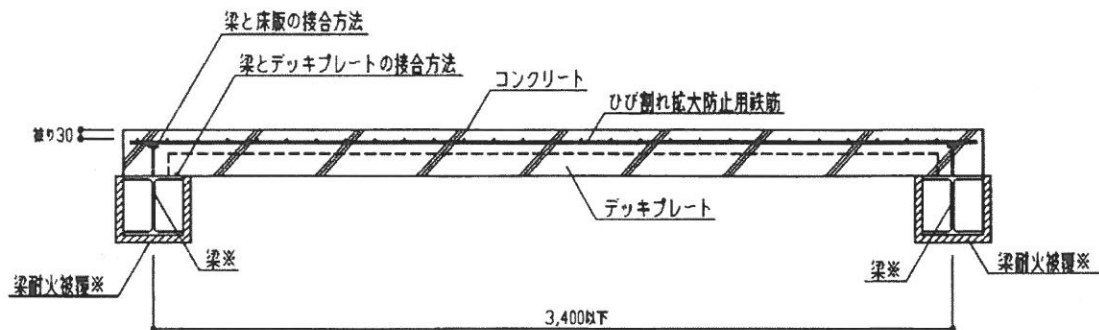 梁と床版の接合方法
梁とデッキプレートの接合方法
コンクリート
ひび割れ拡大防止用鉄筋
被り30
デッキプレート
梁※
梁※
梁耐火被覆※
梁耐火被覆※
3,400以下